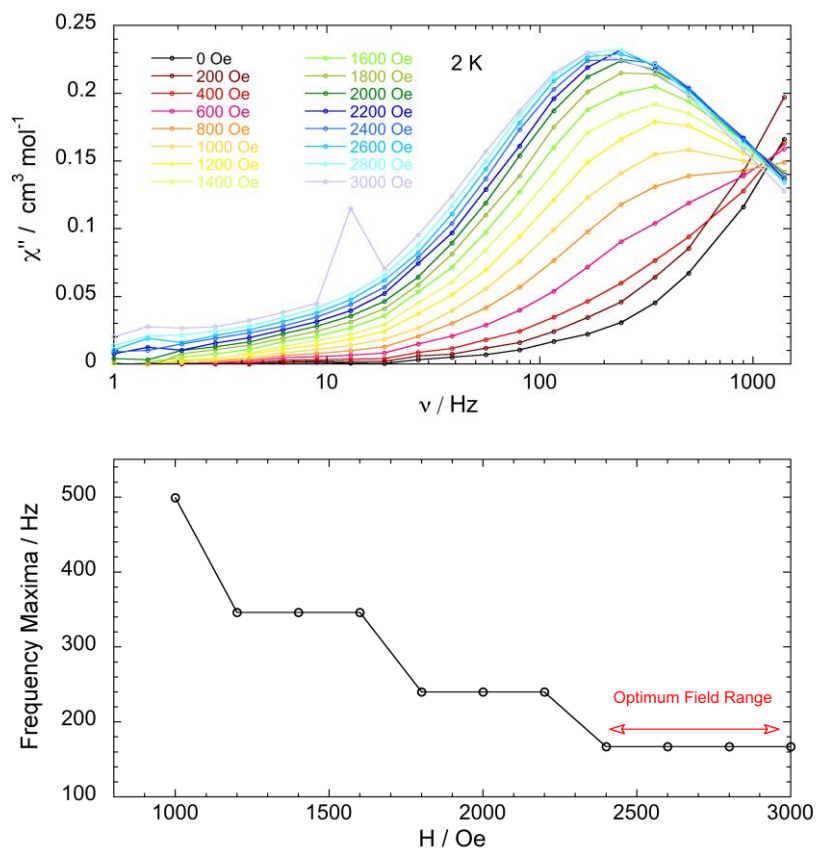 0.25
0.2
0.15
0.1
0.05
0
χ'' / cm³ mol⁻¹
0 Oe
200 Oe
400 Oe
600 Oe
800 Oe
1000 Oe
1200 Oe
1400 Oe
1600 Oe
1800 Oe
2000 Oe
2200 Oe
2400 Oe
2600 Oe
2800 Oe
3000 Oe
2 K
1 10 100 1000
ν / Hz
500
400
300
200
100
Frequency Maxima / Hz
Optimum Field Range
1000 1500 2000 2500 3000
H / Oe